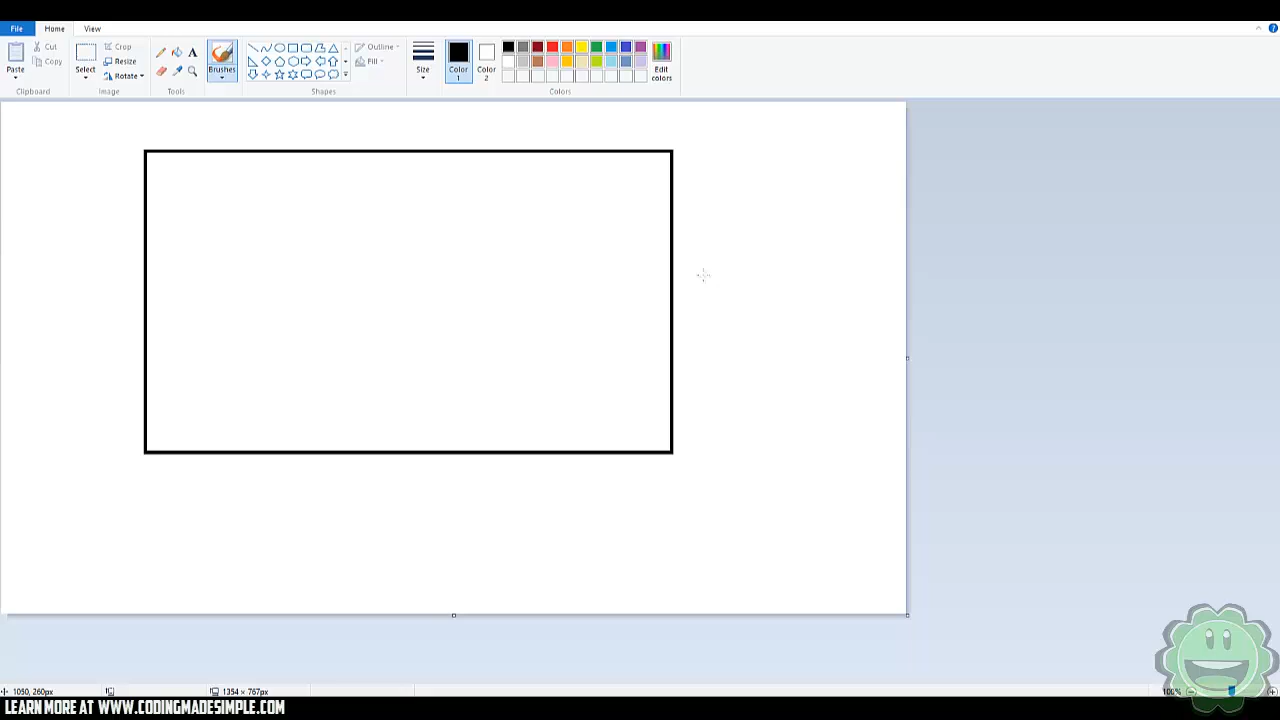 File Home View
Paste Cut Copy Clipboard
Select Crop Resize Rotate Image
A Tools
Brushes
Outline Fill Shapes
Size
Color 1 Color 2 Edit colors Colors
1050, 260px 1354 × 767px 100%
LEARN MORE AT WWW.CODINGMADESIMPLE.COM